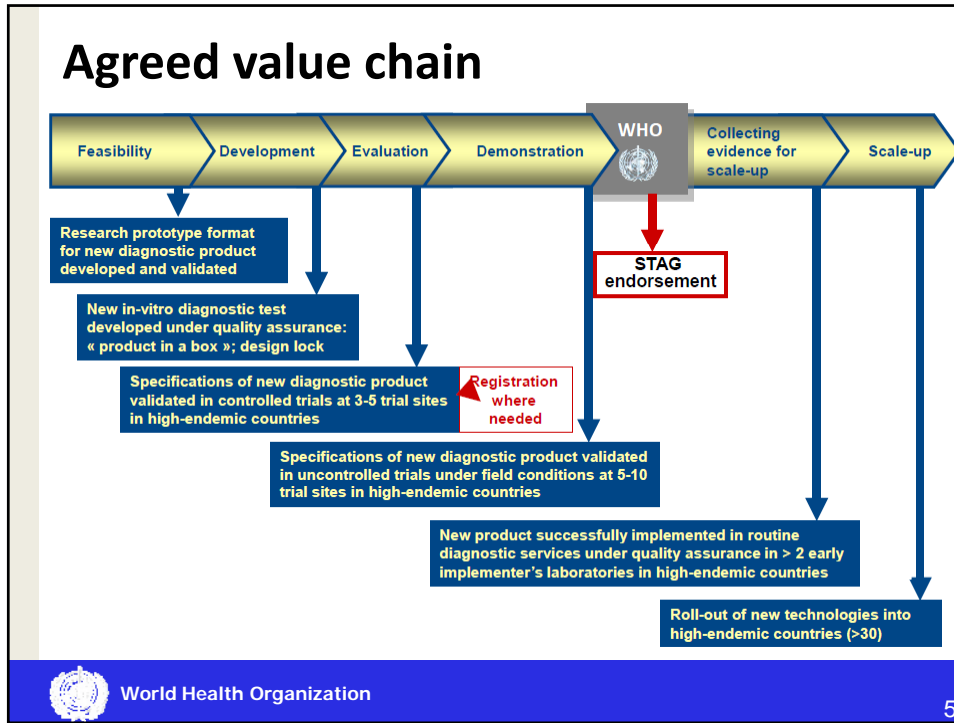 Agreed value chain
Feasibility
Development
Evaluation
Demonstration
WHO
Collecting
evidence for
scale-up
Scale-up
Research prototype format
for new diagnostic product
developed and validated
STAG
endorsement
New in-vitro diagnostic test
developed under quality assurance:
« product in a box »; design lock
Specifications of new diagnostic product
validated in controlled trials at 3-5 trial sites
in high-endemic countries
Registration
where
needed
Specifications of new diagnostic product validated
in uncontrolled trials under field conditions at 5-10
trial sites in high-endemic countries
New product successfully implemented in routine
diagnostic services under quality assurance in > 2 early
implementer's laboratories in high-endemic countries
Roll-out of new technologies into
high-endemic countries (>30)
World Health Organization
5